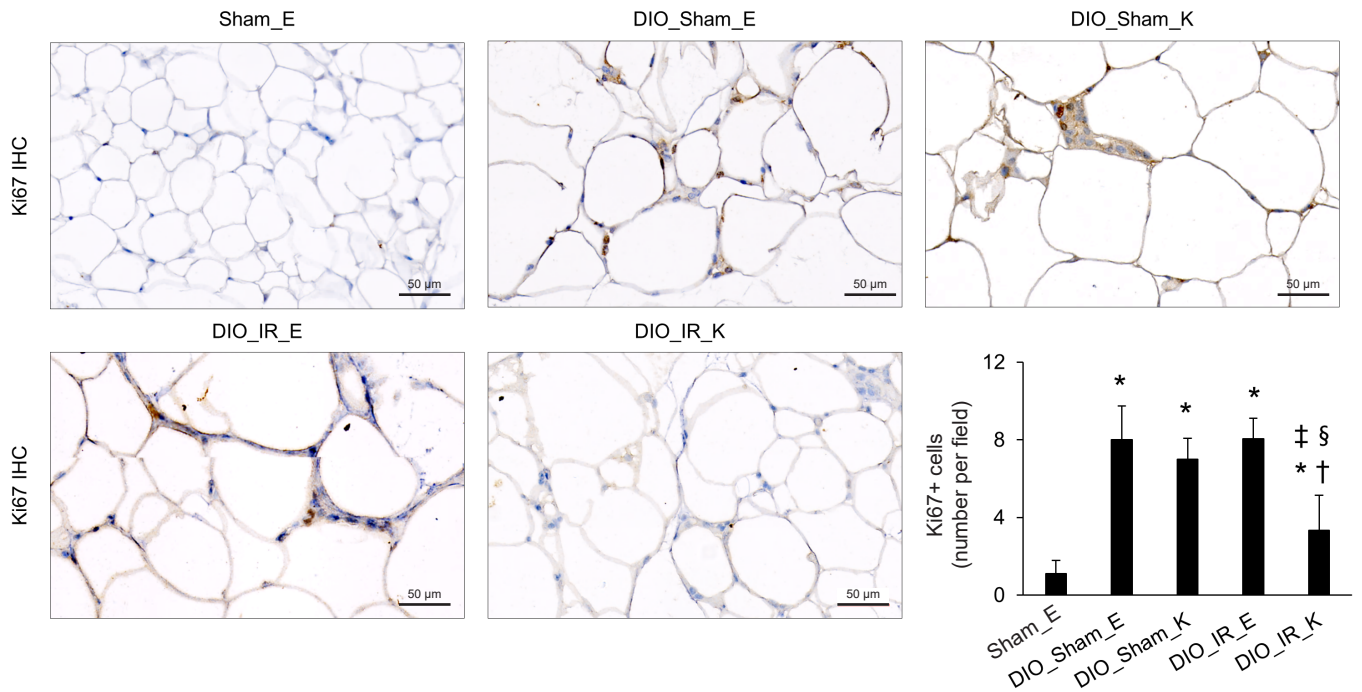 Sham_E
DIO_Sham_E
DIO_Sham_K
Ki67 IHC
50 µm
50 µm
50 µm
DIO_IR_E
DIO_IR_K
Ki67 IHC
50 µm
50 µm
Ki67+ cells
(number per field)
12
8
4
0
*
*
*
‡ §
* †
Sham_E
DIO_Sham_E
DIO_Sham_K
DIO_IR_E
DIO_IR_K